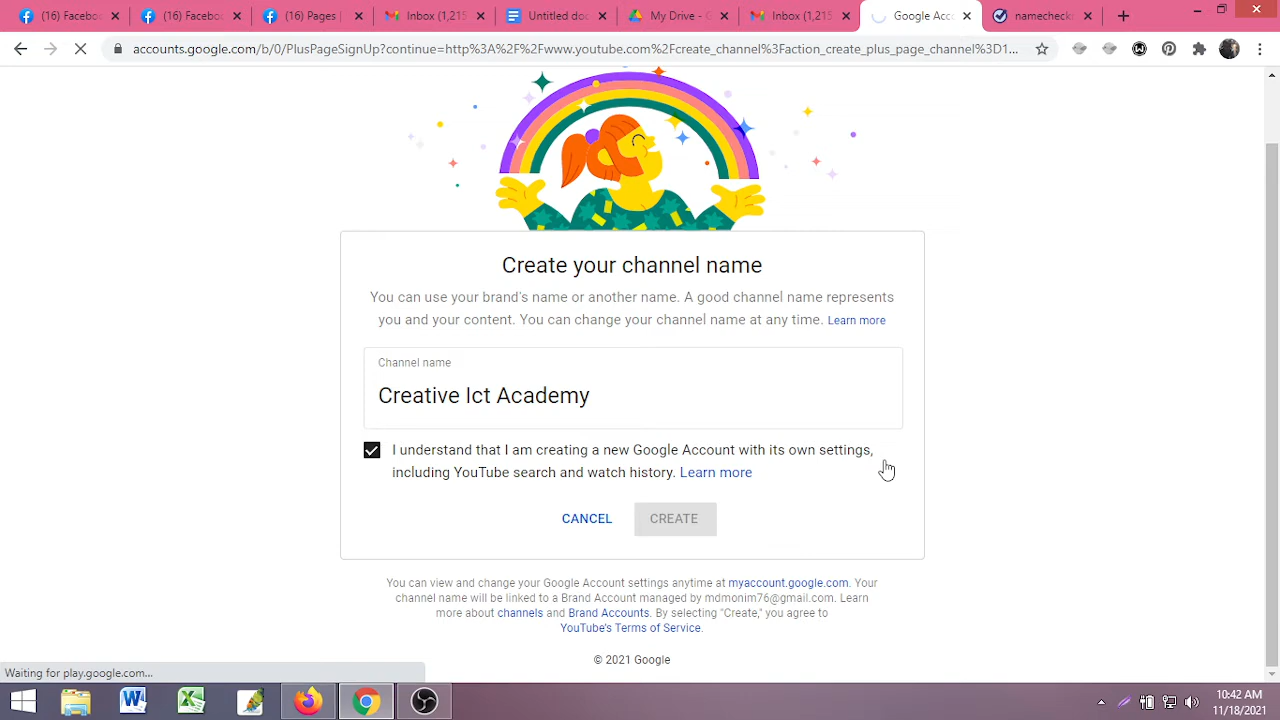 (16) Facebo
(16) Faceboc
(16) Pages |
Inbox (1,215
Untitled doc
My Drive - G
Inbox (1,215
Google Acc
namecheckr
accounts.google.com/b/0/PlusPageSignUp?continue=http%3A%2F%2Fwww.youtube.com%2Fcreate_channel%3Faction_create_plus_page_channel%3D1...
Create your channel name
You can use your brand's name or another name. A good channel name represents
you and your content. You can change your channel name at any time. Learn more
Channel name
Creative Ict Academy
I understand that I am creating a new Google Account with its own settings,
including YouTube search and watch history. Learn more
CANCEL
CREATE
You can view and change your Google Account settings anytime at myaccount.google.com. Your
channel name will be linked to a Brand Account managed by mdmonim76@gmail.com. Learn
more about channels and Brand Accounts. By selecting "Create," you agree to
YouTube's Terms of Service.
© 2021 Google
Waiting for play.google.com...
10:42 AM
11/18/2021